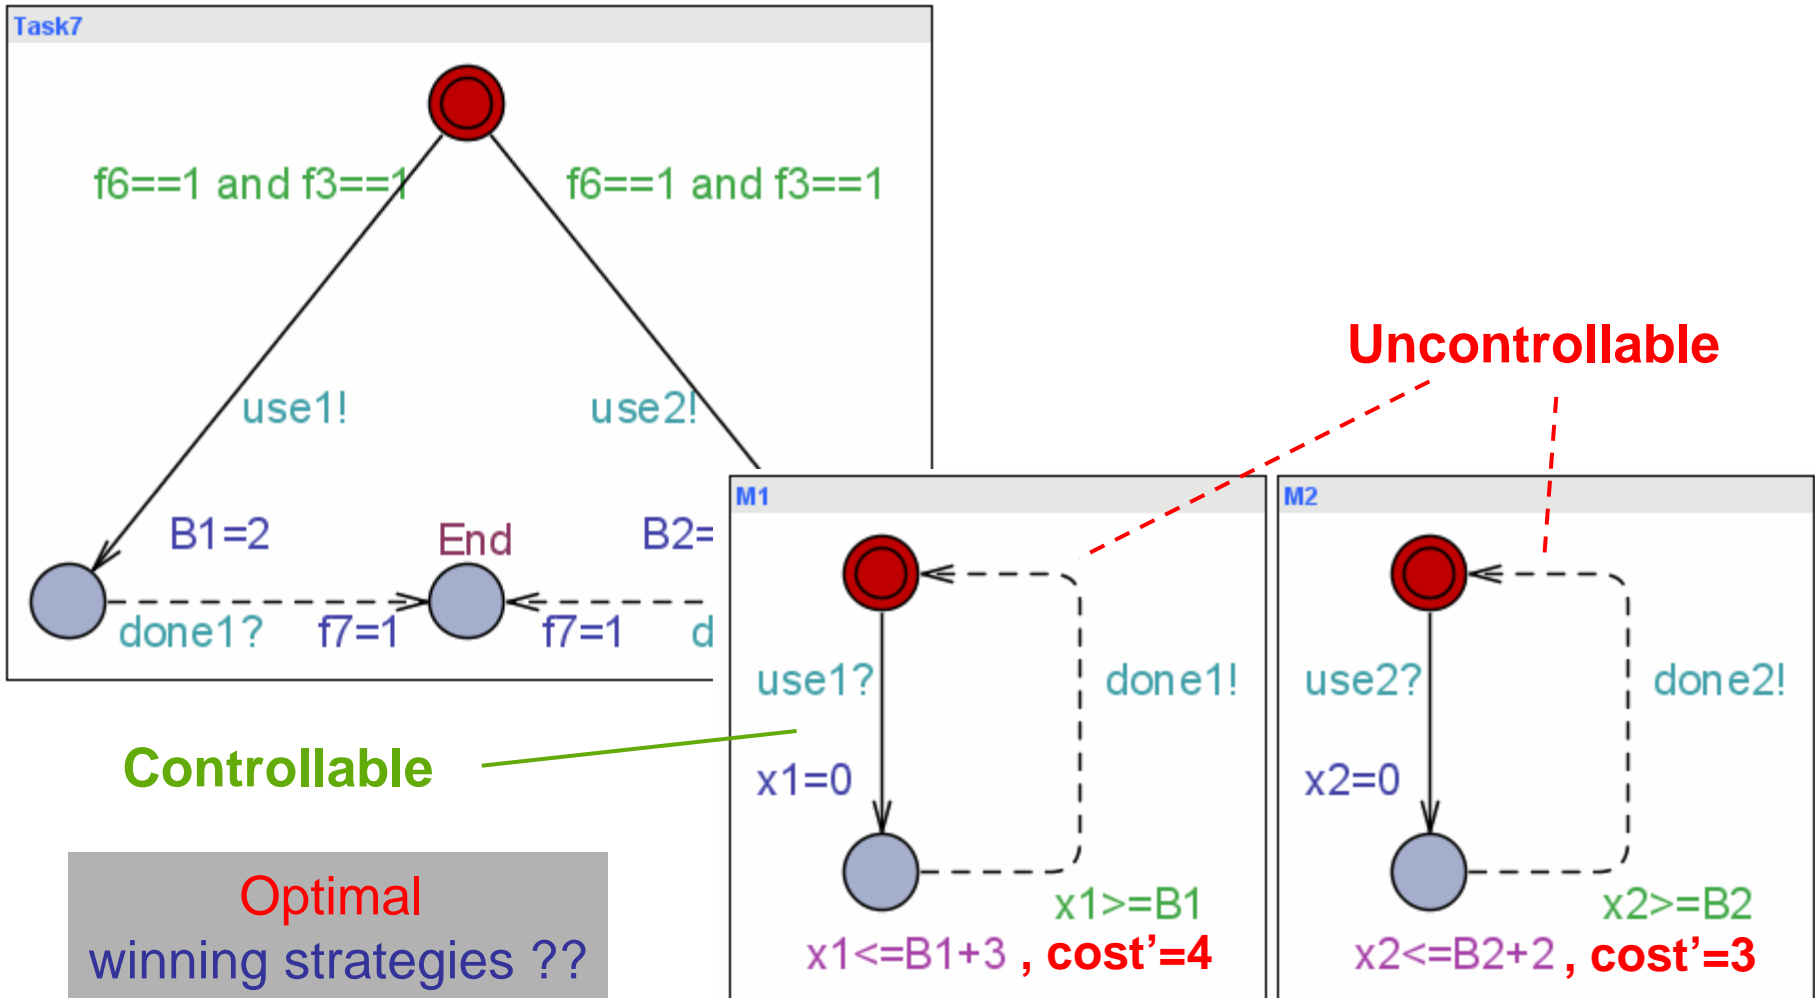 Task7
f6==1 and f3==1 f6==1 and f3==1
Uncontrollable
use1! use2!
M1 M2
B1=2 End B2=
done1? f7=1 f7=1 d
use1? done1! use2? done2!
Controllable
x1=0 x2=0
Optimal
winning strategies ??
x1>=B1 x2>=B2
x1<=B1+3 , cost’=4 x2<=B2+2 , cost’=3